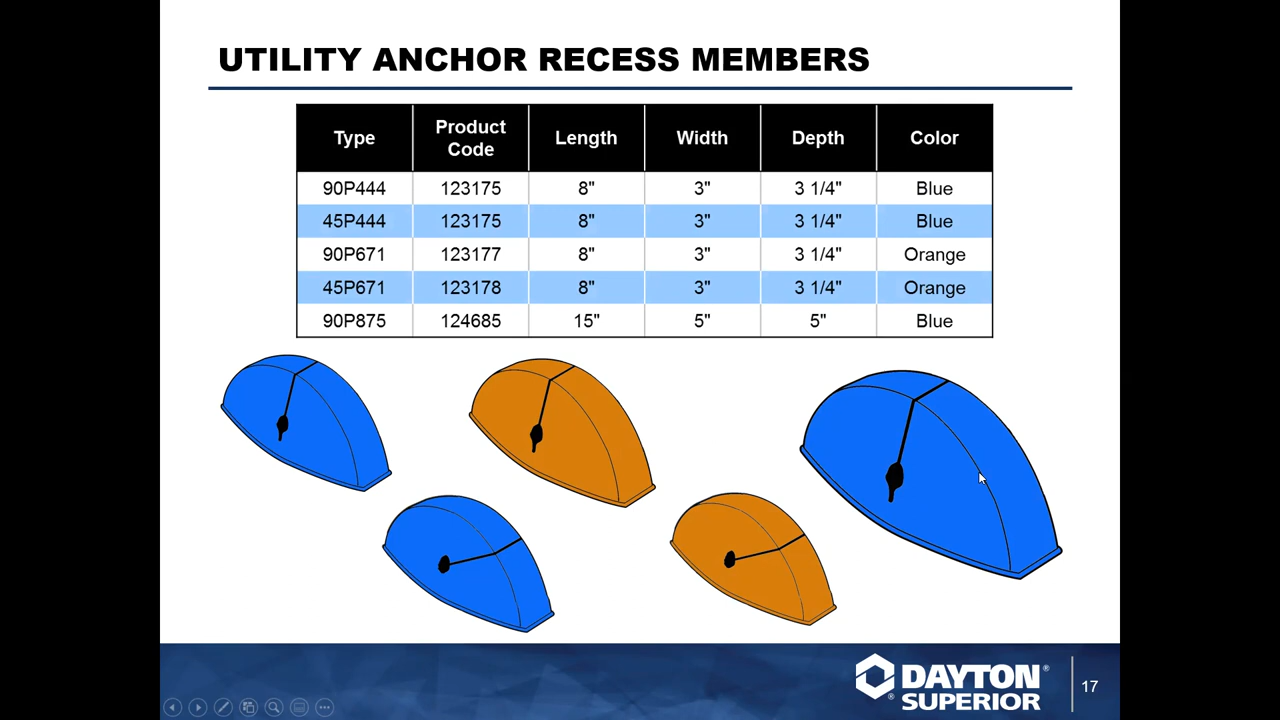 UTILITY ANCHOR RECESS MEMBERS
Type Product Code Length Width Depth Color
90P444 123175 8" 3" 3 1/4" Blue
45P444 123175 8" 3" 3 1/4" Blue
90P671 123177 8" 3" 3 1/4" Orange
45P671 123178 8" 3" 3 1/4" Orange
90P875 124685 15" 5" 5" Blue
DAYTON®
®SUPERIOR
17